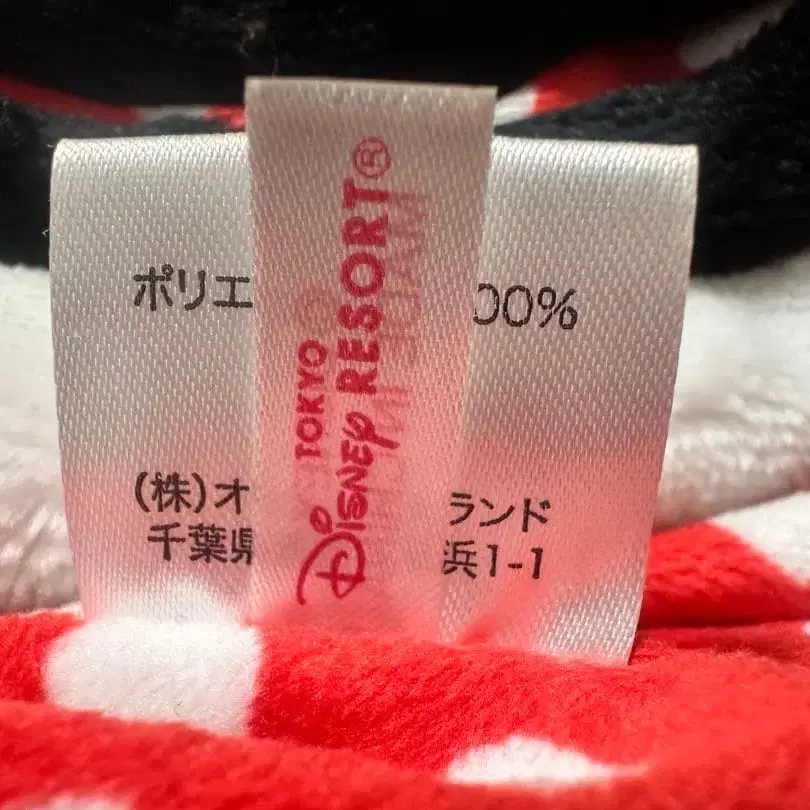 ポリエ 00%
(株)オ ランド
千葉県 浜1-1
TOKYO
Disney RESORT®